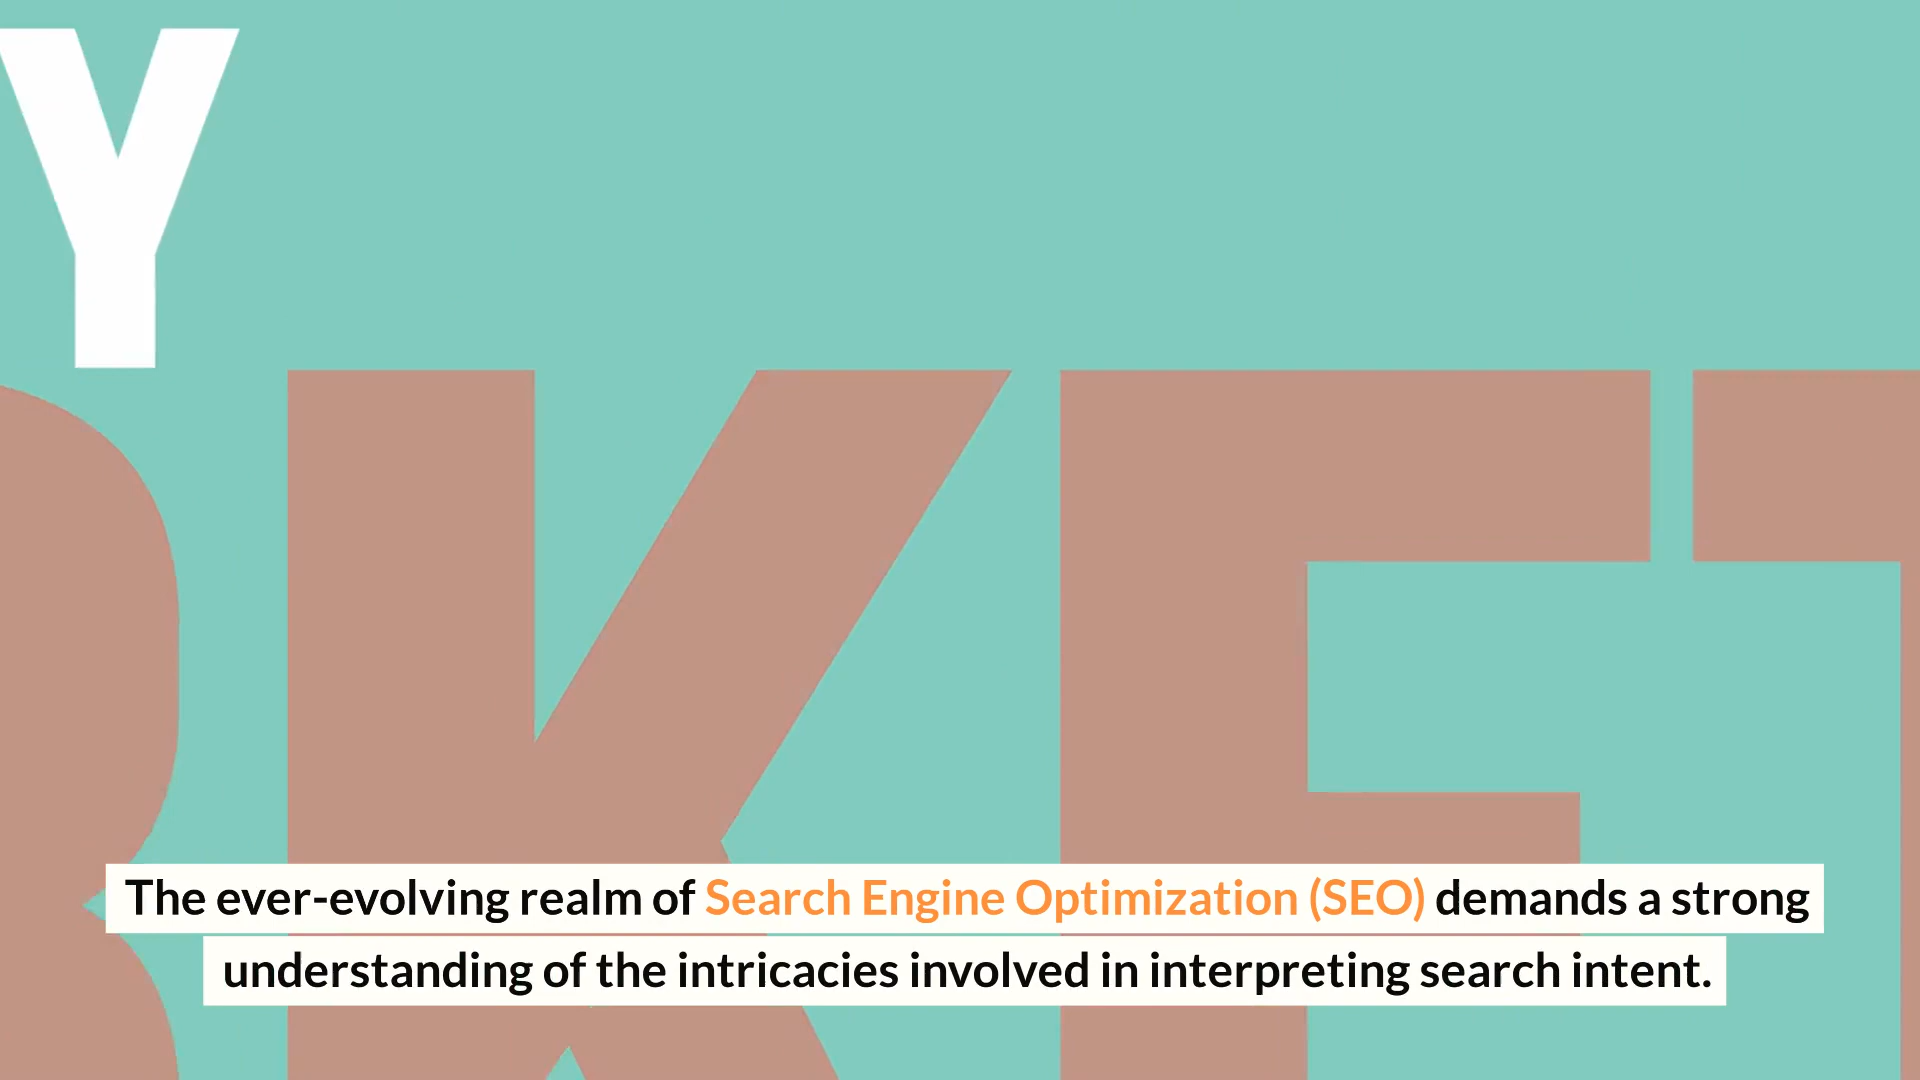 Y
RKET
The ever-evolving realm of Search Engine Optimization (SEO) demands a strong
understanding of the intricacies involved in interpreting search intent.